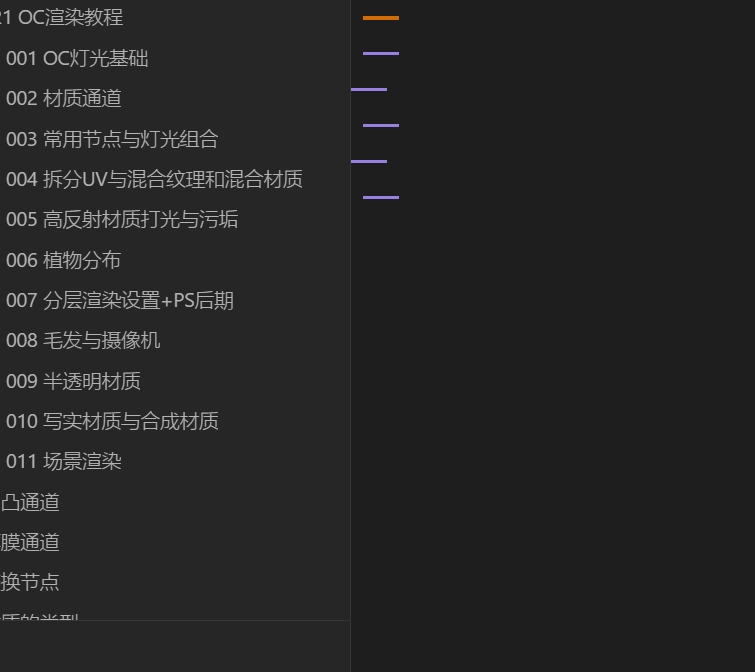 21 OC渲染教程
001 OC灯光基础
002 材质通道
003 常用节点与灯光组合
004 拆分UV与混合纹理和混合材质
005 高反射材质打光与污垢
006 植物分布
007 分层渲染设置+PS后期
008 毛发与摄像机
009 半透明材质
010 写实材质与合成材质
011 场景渲染
凸通道
膜通道
换节点
质的类型